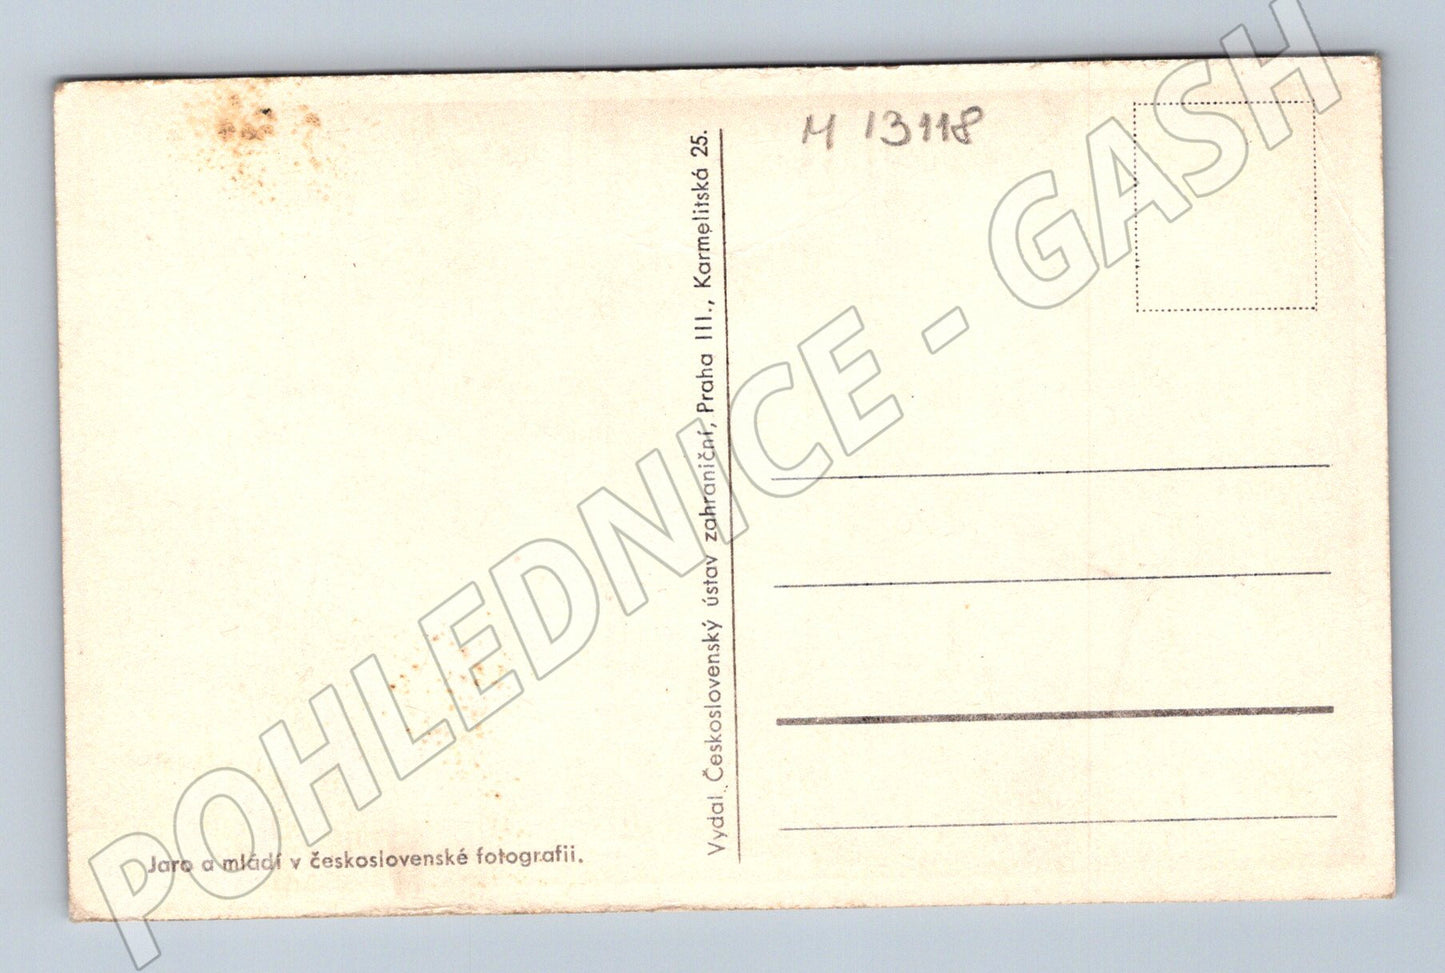 M 13118
Vydal Československý ústav zahraniční, Praha III., Karmelitská 25.
Jaro a mládí v československé fotografii.
POHLEDNICE - GASH